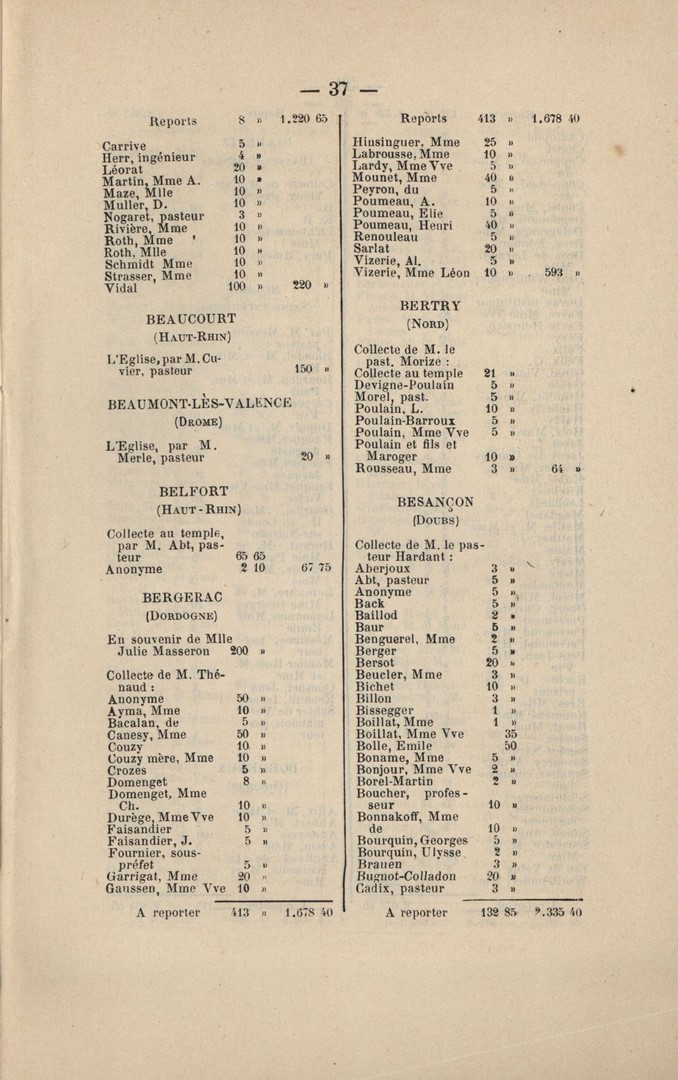 — 37 —
Reports 8 » 1.220 65
Carrive 5 »
Herr, ingénieur 4 »
Léorat 20 »
Martin, Mme A. 10 »
Maze, Mlle 10 »
Muller, D. 10 »
Nogaret, pasteur 3 »
Rivière, Mme 10 »
Roth, Mme 10 »
Roth, Mlle 10 »
Schmidt Mme 10 »
Strasser, Mme 10 »
Vidal 100 » 220 »
BEAUCOURT
(HAUT-RHIN)
L'Eglise, par M. Cu-
vier, pasteur 150 »
BEAUMONT-LÈS-VALENCE
(DROME)
L'Eglise, par M.
Merle, pasteur 20 »
BELFORT
(HAUT-RHIN)
Collecte au temple,
par M. Abt, pas-
teur 65 65
Anonyme 2 10 67 75
BERGERAC
(DORDOGNE)
En souvenir de Mlle
Julie Masseron 200 »
Collecte de M. Thé-
naud :
Anonyme 50 »
Ayma, Mme 10 »
Bacalan, de 5 »
Canesy, Mme 50 »
Couzy 10 »
Couzy mère, Mme 10 »
Crozes 5 »
Domenget 8 »
Domenget, Mme
Ch. 10 »
Durège, Mme Vve 10 »
Faisandier 5 »
Faisandier, J. 5 »
Fournier, sous-
préfet 5 »
Garrigat, Mme 20 »
Gaussen, Mme Vve 10 »
A reporter 413 » 1.678 40
Reports 413 » 1.678 40
Hinsinguer, Mme 25 »
Labrousse, Mme 10 »
Lardy, Mme Vve 5 »
Mounet, Mme 40 »
Peyron, du 5 »
Poumeau, A. 10 »
Poumeau, Elie 5 »
Poumeau, Henri 40 »
Renouleau 5 »
Sarlat 20 »
Vizerie, Al. 5 »
Vizerie, Mme Léon 10 » 593 »
BERTRY
(NORD)
Collecte de M. le
past. Morize :
Collecte au temple 21 »
Devigne-Poulain 5 »
Morel, past. 5 »
Poulain, L. 10 »
Poulain-Barroux 5 »
Poulain, Mme Vve 5 »
Poulain et fils et
Maroger 10 »
Rousseau, Mme 3 » 64 »
BESANÇON
(DOUBS)
Collecte de M. le pas-
teur Hardant :
Aberjoux 3 »
Abt, pasteur 5 »
Anonyme 5 »
Back 5 »
Baillod 2 »
Baur 5 »
Benguerel, Mme 2 »
Berger 5 »
Bersot 20 »
Beucler, Mme 3 »
Bichet 10 »
Billon 3 »
Bissegger 1 »
Boillat, Mme 1 »
Boillat, Mme Vve 35
Bolle, Emile 50
Boname, Mme 5 »
Bonjour, Mme Vve 2 »
Borel-Martin 2 »
Boucher, profes-
seur 10 »
Bonnakoff, Mme
de 10 »
Bourquin, Georges 5 »
Bourquin, Ulysse 2 »
Brauen 3 »
Bugnot-Colladon 20 »
Cadix, pasteur 3 »
A reporter 132 85 2.335 40